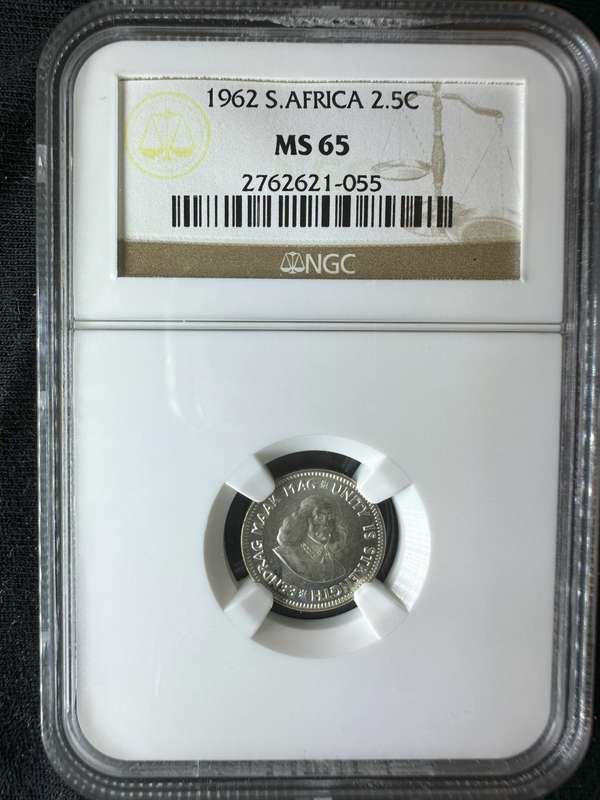 1962 S.AFRICA 2.5C
MS 65
2762621-055
NGC
EENDRAG MAAK MAG * UNITY IS STRENGTH *